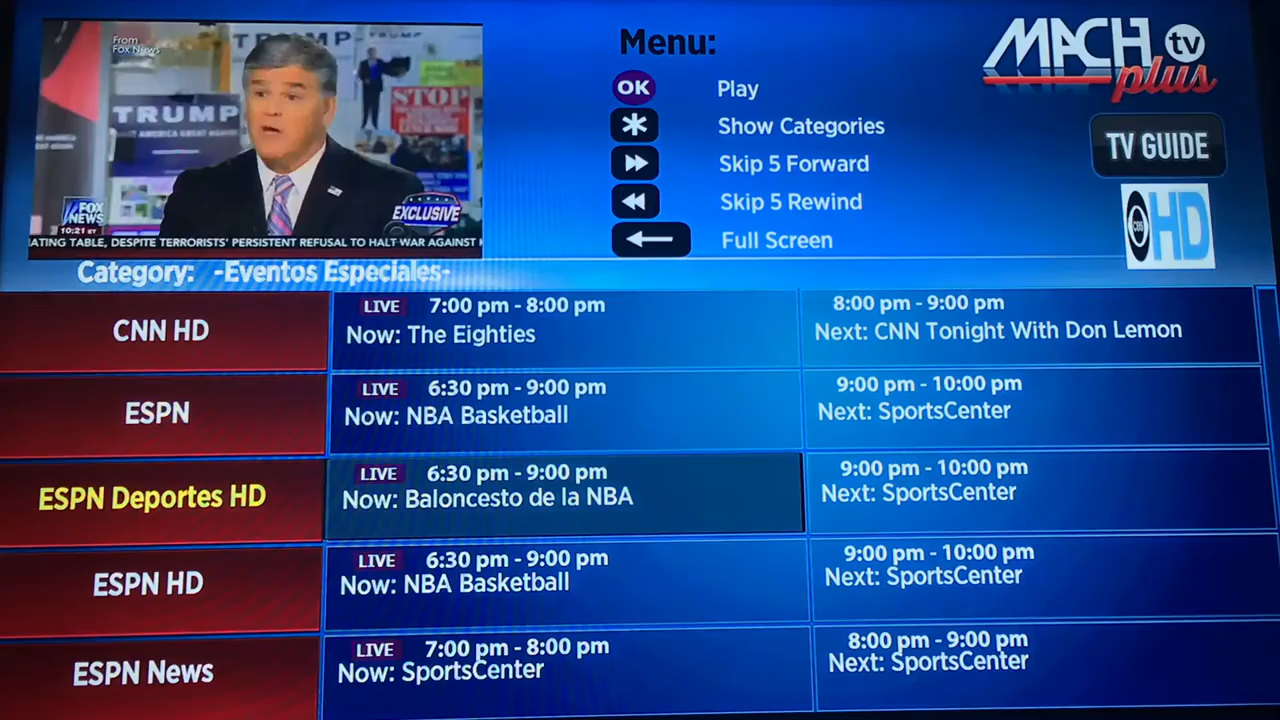 From
Fox News
TRUMP
TRUMP
STOP
FOX
NEWS
10:21 ET
EXCLUSIVE
ATING TABLE, DESPITE TERRORISTS' PERSISTENT REFUSAL TO HALT WAR AGAINST
Menu:
OK Play
Show Categories
Skip 5 Forward
Skip 5 Rewind
Full Screen
MACH tv
plus
TV GUIDE
CBS HD
Category: -Eventos Especiales-
CNN HD
LIVE 7:00 pm - 8:00 pm
Now: The Eighties
8:00 pm - 9:00 pm
Next: CNN Tonight With Don Lemon
ESPN
LIVE 6:30 pm - 9:00 pm
Now: NBA Basketball
9:00 pm - 10:00 pm
Next: SportsCenter
ESPN Deportes HD
LIVE 6:30 pm - 9:00 pm
Now: Baloncesto de la NBA
9:00 pm - 10:00 pm
Next: SportsCenter
ESPN HD
LIVE 6:30 pm - 9:00 pm
Now: NBA Basketball
9:00 pm - 10:00 pm
Next: SportsCenter
ESPN News
LIVE 7:00 pm - 8:00 pm
Now: SportsCenter
8:00 pm - 9:00 pm
Next: SportsCenter